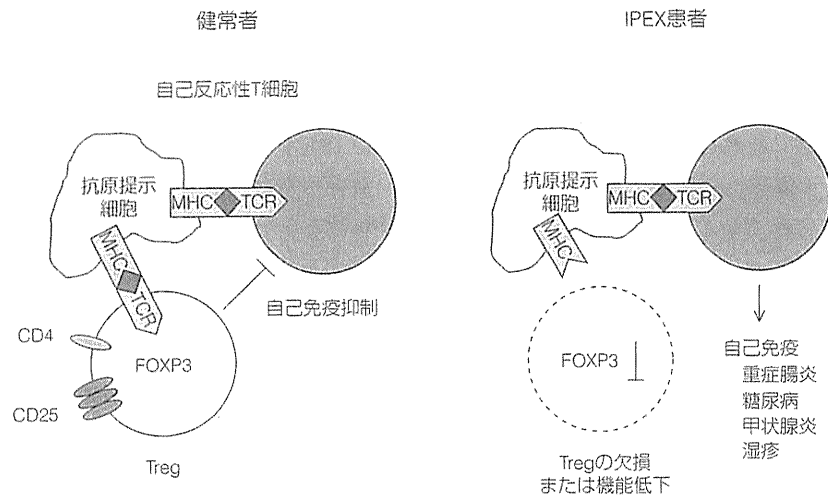 健常者
自己反応性T細胞
抗原提示
細胞
MHC
TCR
MHC
TCR
自己免疫抑制
CD4
CD25
FOXP3
Treg
IPEX患者
抗原提示
細胞
MHC
TCR
MHC
FOXP3
Tregの欠損
または機能低下
自己免疫
重症腸炎
糖尿病
甲状腺炎
湿疹